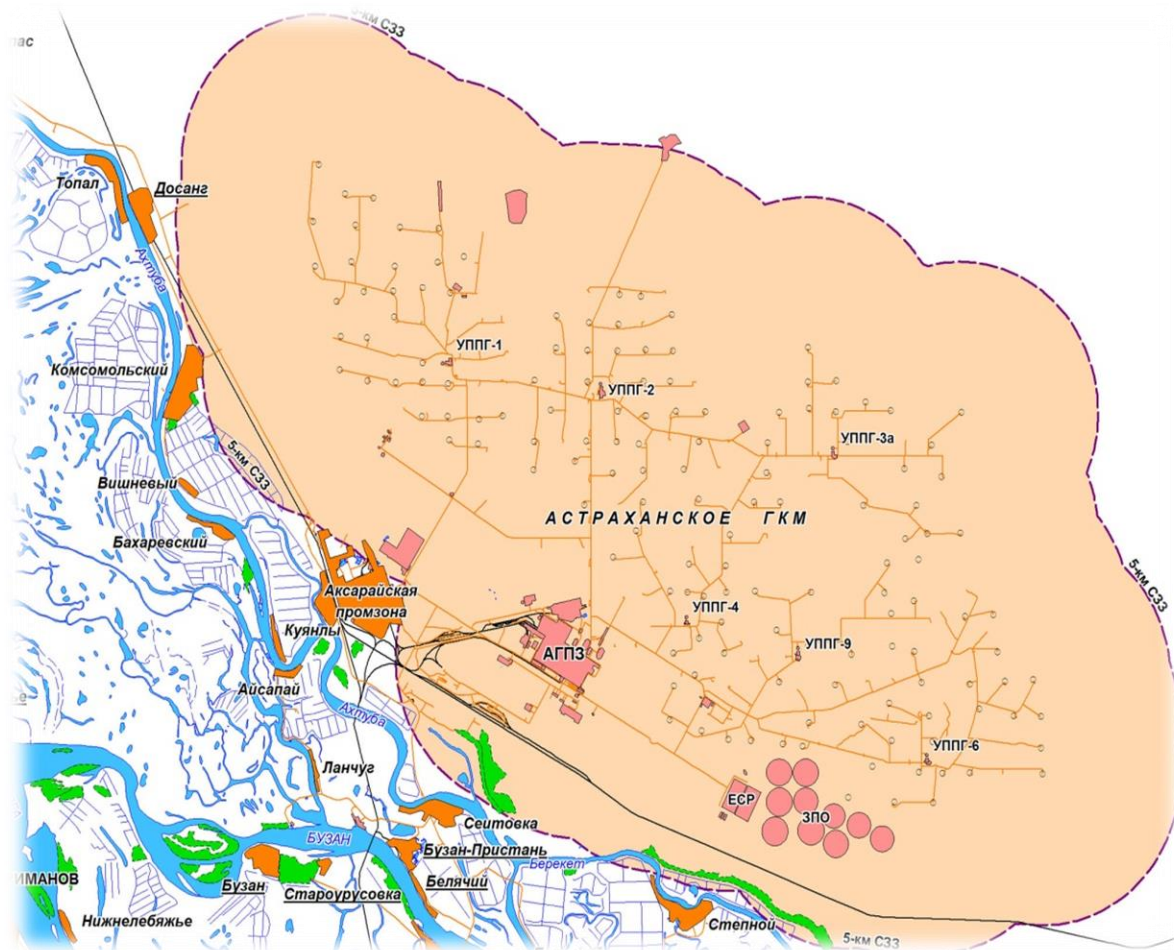 5-км СЗЗ
Топал
Досанг
Ахтуба
УППГ-1
Комсомольский
УППГ-2
УППГ-3а
5-км СЗЗ
Вишневый
АСТРАХАНСКОЕ ГКМ
Бахаревский
5-км СЗЗ
Аксарайская
промзона
УППГ-4
Куянлы
АГПЗ
УППГ-9
Айсапай
Ахтуба
УППГ-6
Ланчуг
ЕСР
ЗПО
Сеитовка
БУЗАН
Бузан-Пристань
Берекет
ИМАНОВ
Бузан
Староурусовка
Белячий
Нижнелебяжье
Степной
5-км СЗЗ